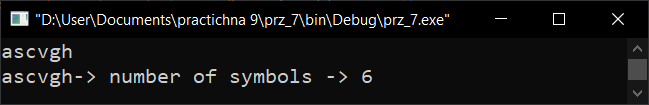 "D:\User\Documents\practichna 9\prz_7\bin\Debug\prz_7.exe"
ascvgh
ascvgh-> number of symbols -> 6